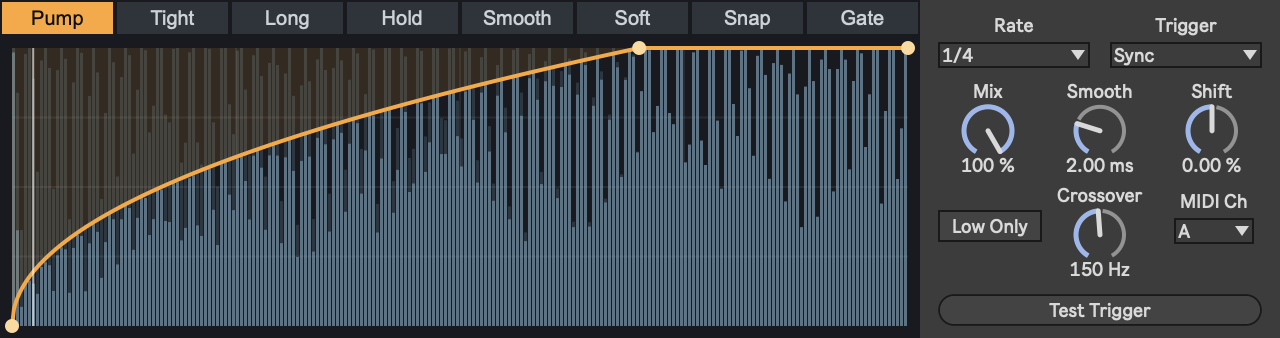 Pump Tight Long Hold Smooth Soft Snap Gate
Rate Trigger
1/4 Sync
Mix Smooth Shift
100 % 2.00 ms 0.00 %
Crossover MIDI Ch
Low Only A
150 Hz
Test Trigger